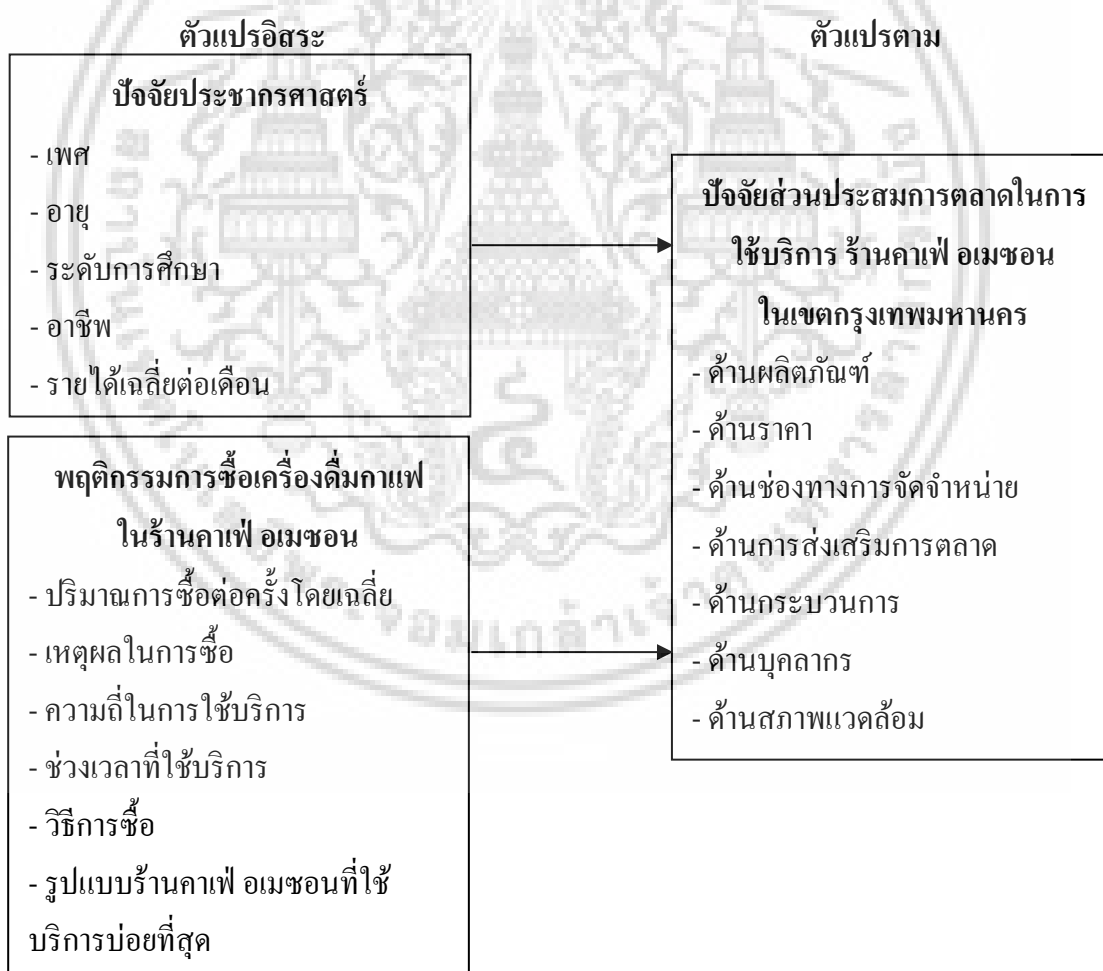 ตัวแปรอิสระ
ปัจจัยประชากรศาสตร์
- เพศ
- อายุ
- ระดับการศึกษา
- อาชีพ
- รายได้เฉลี่ยต่อเดือน
พฤติกรรมการซื้อเครื่องดื่มกาแฟ
ในร้านคาเฟ่ อเมซอน
- ปริมาณการซื้อต่อครั้งโดยเฉลี่ย
- เหตุผลในการซื้อ
- ความถี่ในการใช้บริการ
- ช่วงเวลาที่ใช้บริการ
- วิธีการซื้อ
- รูปแบบร้านคาเฟ่ อเมซอนที่ใช้
บริการบ่อยที่สุด
ตัวแปรตาม
ปัจจัยส่วนประสมการตลาดในการ
ใช้บริการ ร้านคาเฟ่ อเมซอน
ในเขตกรุงเทพมหานคร
- ด้านผลิตภัณฑ์
- ด้านราคา
- ด้านช่องทางการจัดจำหน่าย
- ด้านการส่งเสริมการตลาด
- ด้านกระบวนการ
- ด้านบุคลากร
- ด้านสภาพแวดล้อม